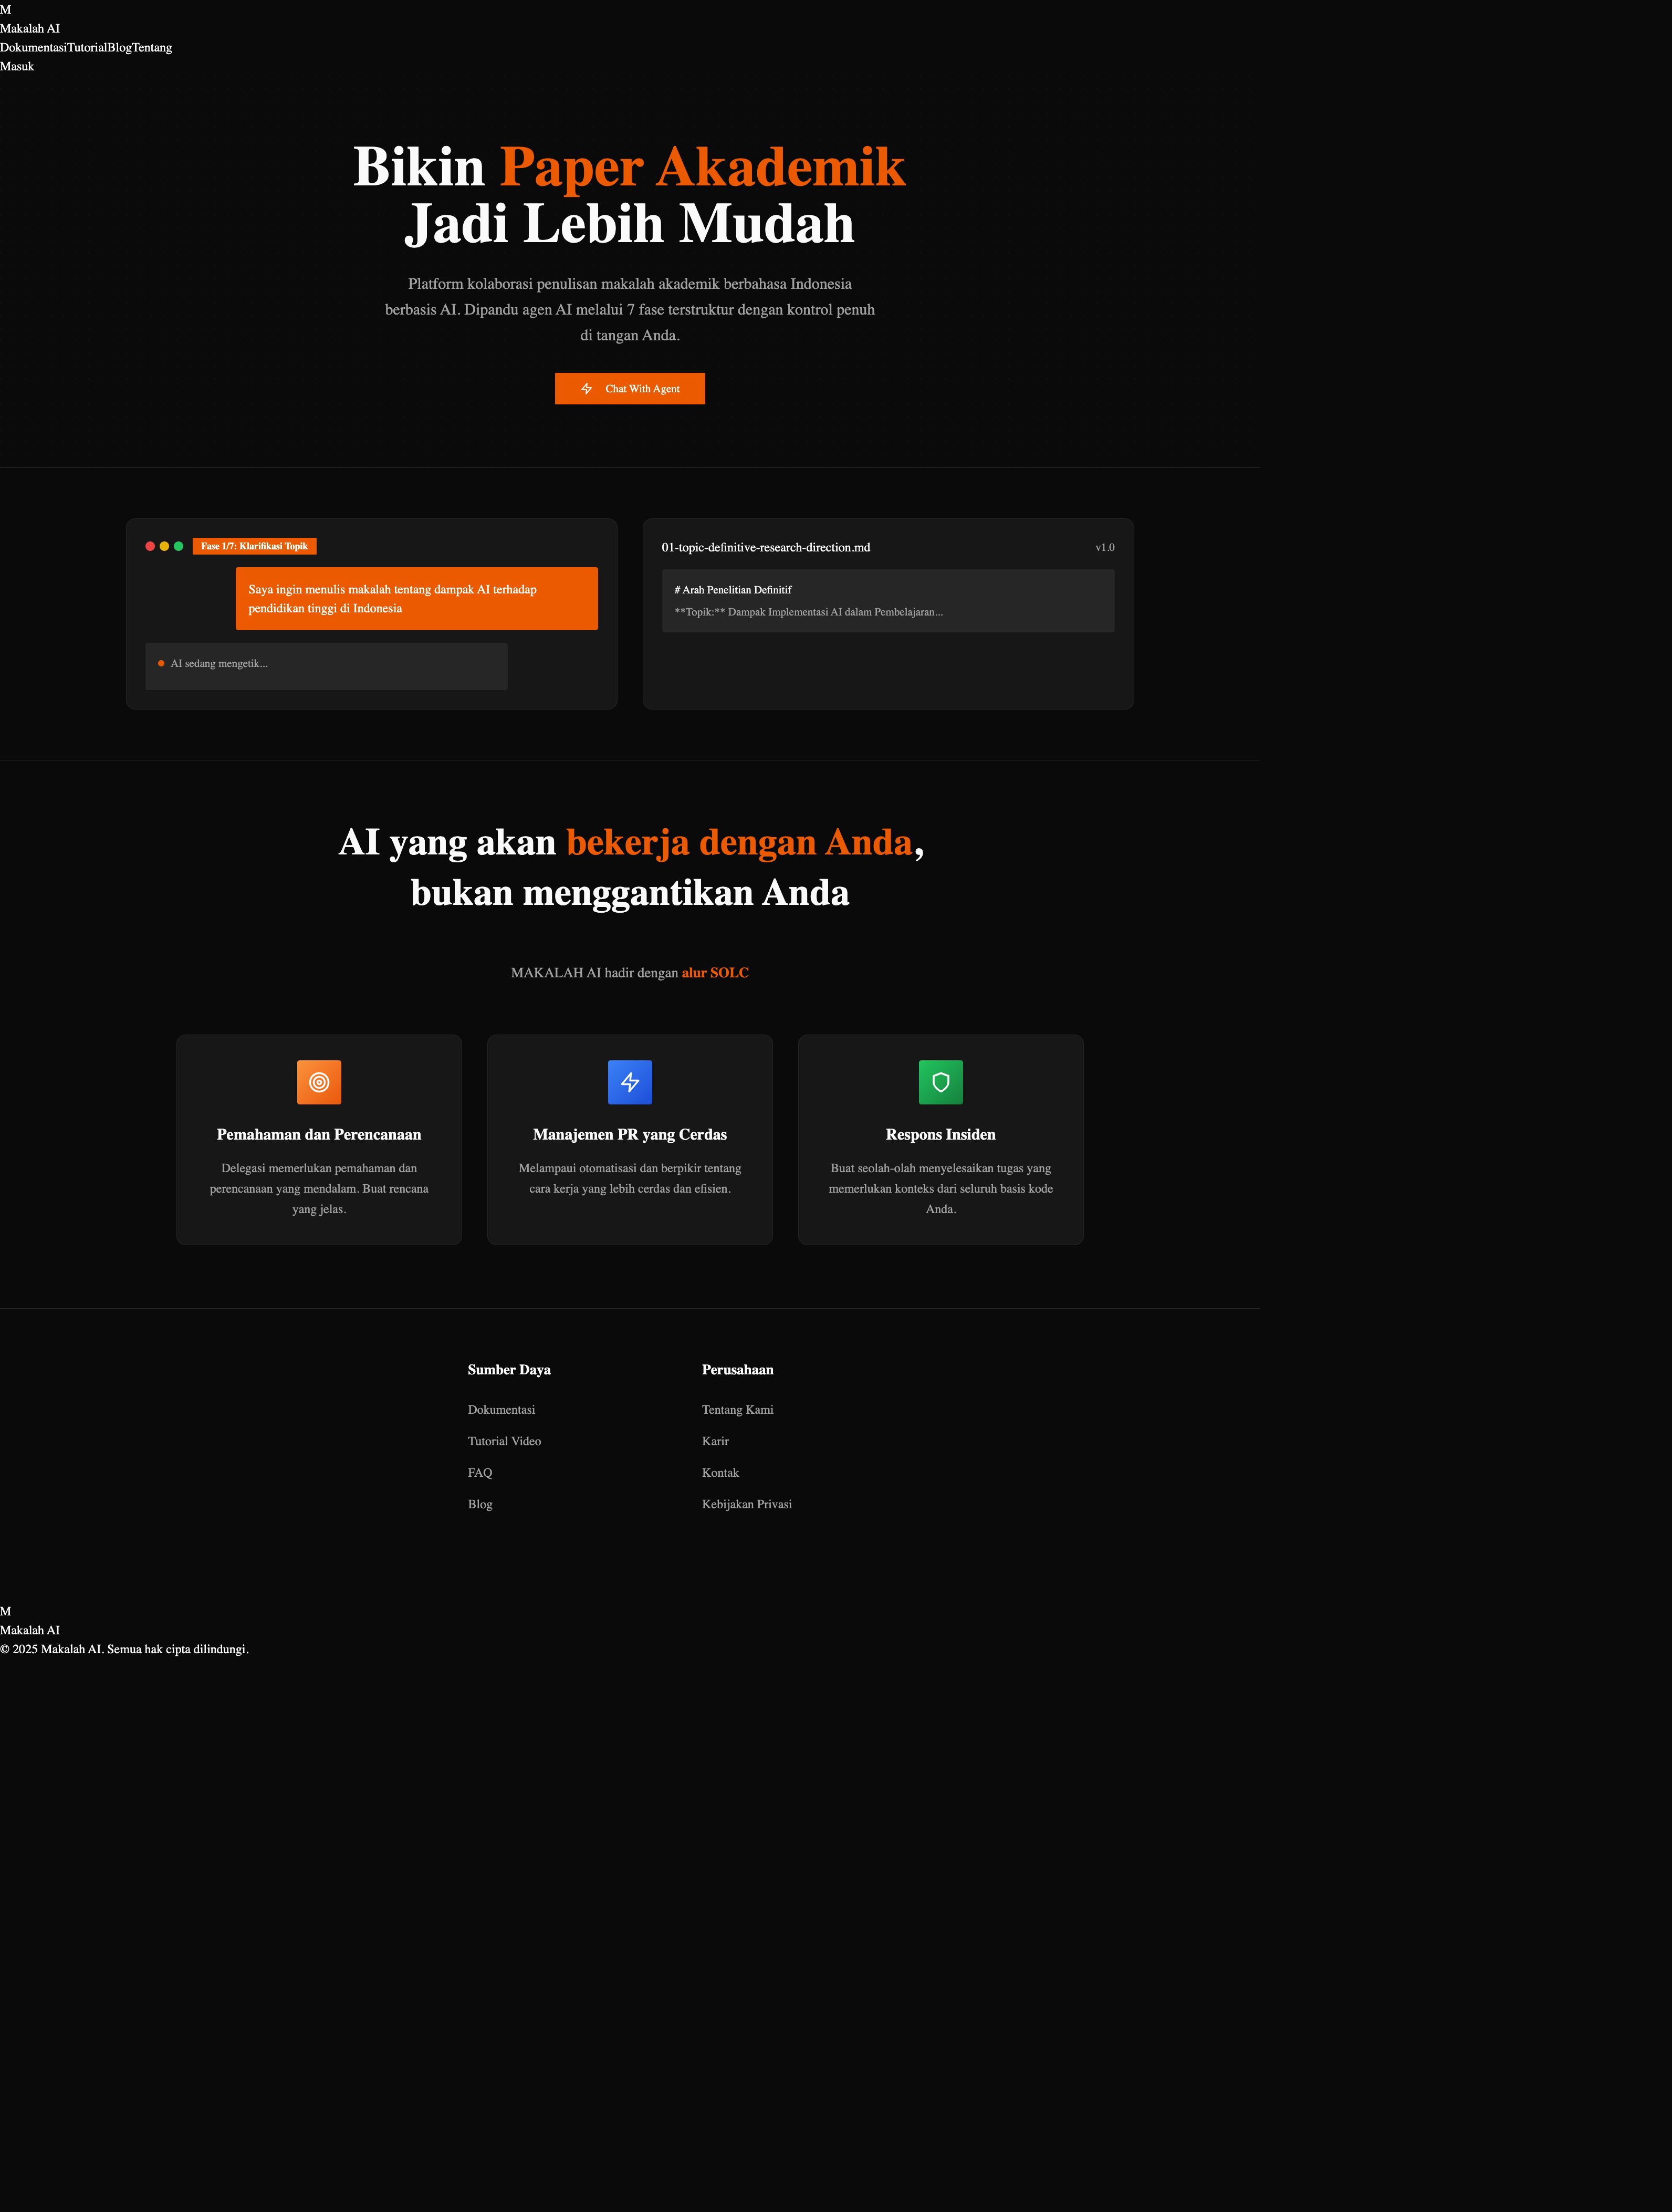 M
Makalah AI
DokumentasiTutorialBlogTentang
Masuk
Bikin Paper Akademik
Jadi Lebih Mudah
Platform kolaborasi penulisan makalah akademik berbahasa Indonesia
berbasis AI. Dipandu agen AI melalui 7 fase terstruktur dengan kontrol penuh
di tangan Anda.
Chat With Agent
Fase 1/7: Klarifikasi Topik
Saya ingin menulis makalah tentang dampak AI terhadap
pendidikan tinggi di Indonesia
AI sedang mengetik...
01-topic-definitive-research-direction.md
v1.0
# Arah Penelitian Definitif
**Topik:** Dampak Implementasi AI dalam Pembelajaran...
AI yang akan bekerja dengan Anda,
bukan menggantikan Anda
MAKALAH AI hadir dengan alur SOLC
Pemahaman dan Perencanaan
Delegasi memerlukan pemahaman dan
perencanaan yang mendalam. Buat rencana
yang jelas.
Manajemen PR yang Cerdas
Melampaui otomatisasi dan berpikir tentang
cara kerja yang lebih cerdas dan efisien.
Respons Insiden
Buat seolah-olah menyelesaikan tugas yang
memerlukan konteks dari seluruh basis kode
Anda.
Sumber Daya
Dokumentasi
Tutorial Video
FAQ
Blog
Perusahaan
Tentang Kami
Karir
Kontak
Kebijakan Privasi
M
Makalah AI
© 2025 Makalah AI. Semua hak cipta dilindungi.